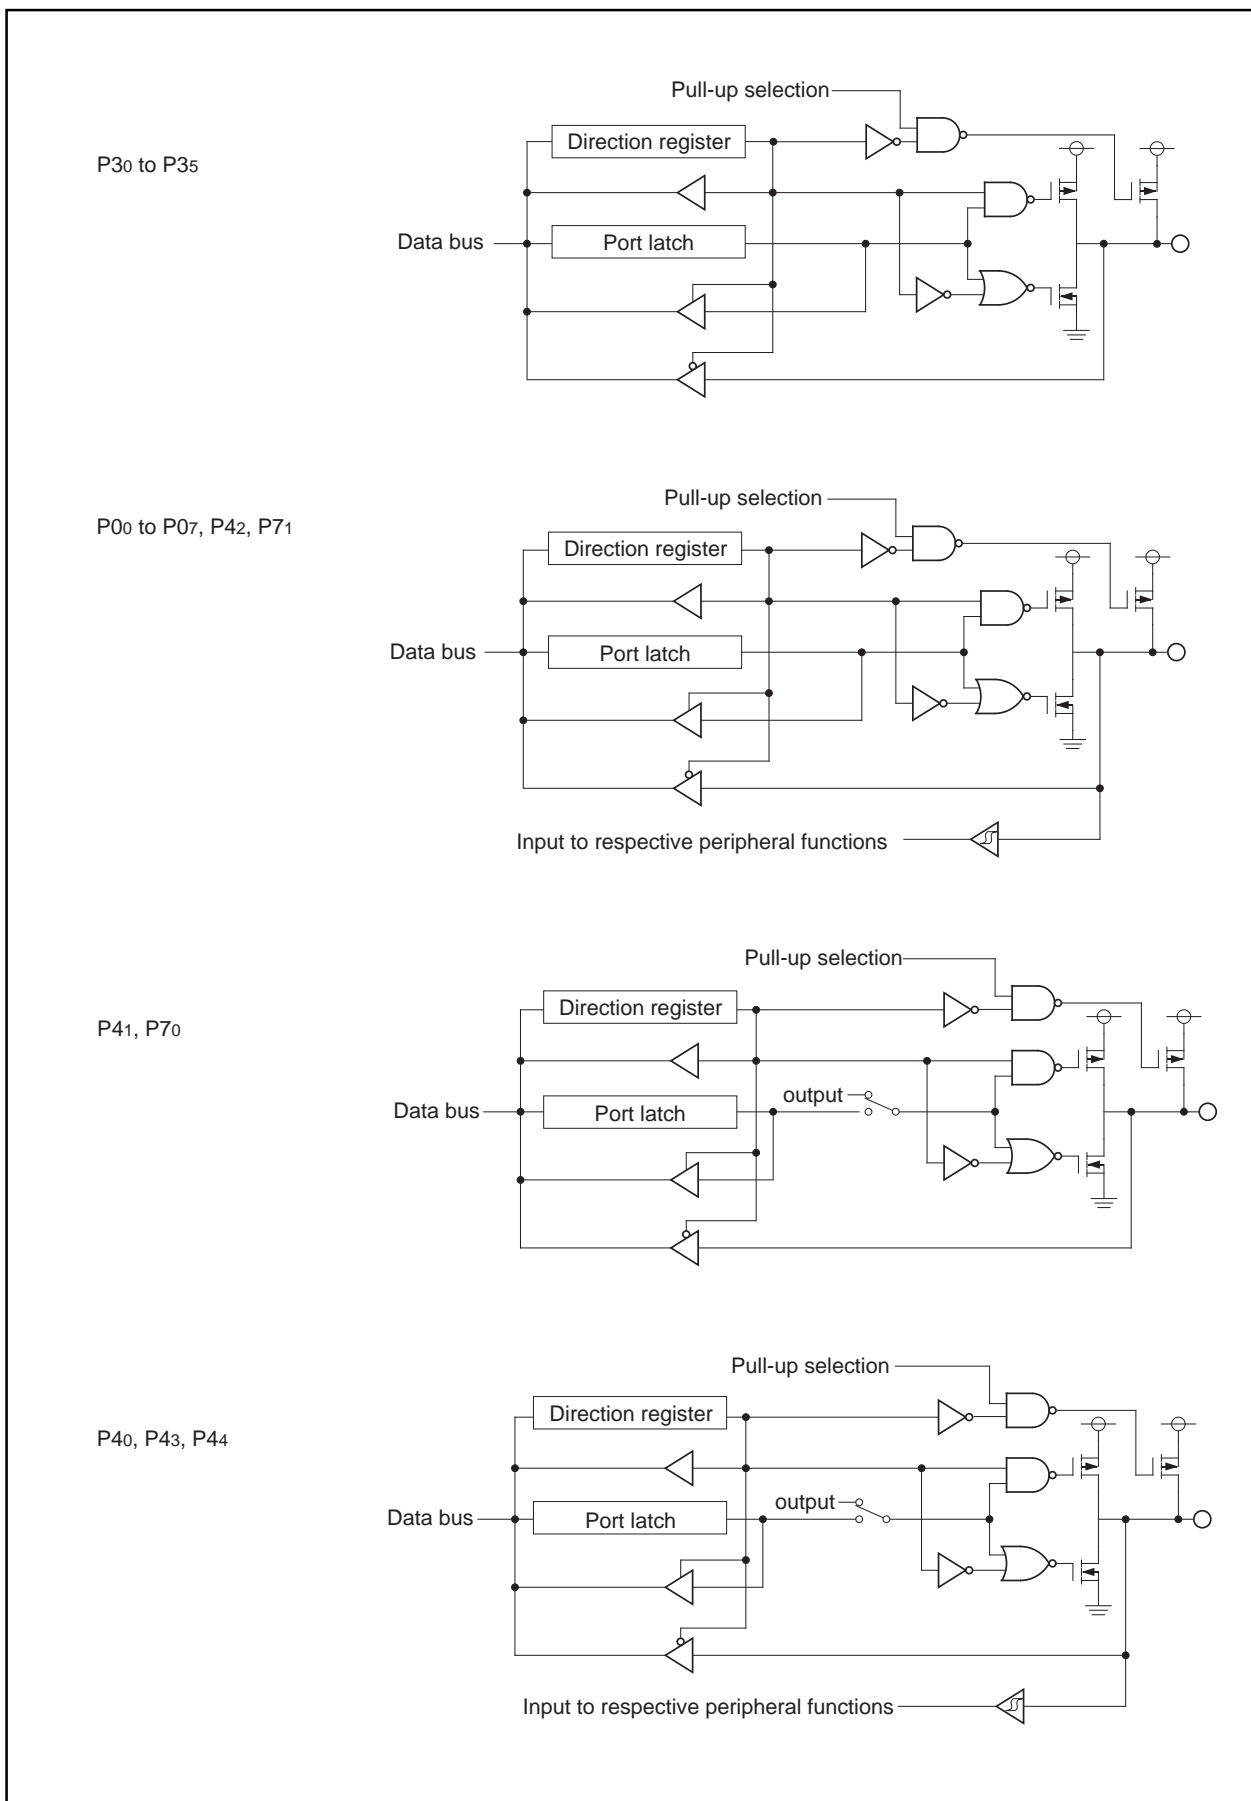 Pull-up selection
Direction register
P30 to P35
Data bus
Port latch
Pull-up selection
P00 to P07, P42, P71
Direction register
Data bus
Port latch
Input to respective peripheral functions
Pull-up selection
Direction register
P41, P70
output
Data bus
Port latch
Pull-up selection
Direction register
P40, P43, P44
output
Data bus
Port latch
Input to respective peripheral functions